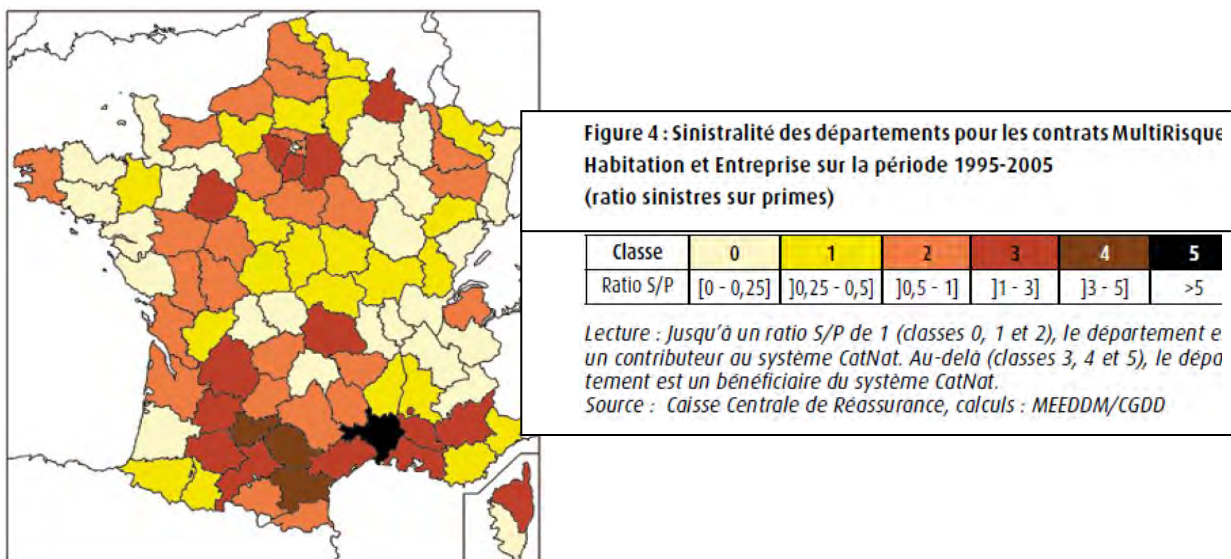 Figure 4 : Sinistralité des départements pour les contrats MultiRisque
Habitation et Entreprise sur la période 1995-2005
(ratio sinistres sur primes)
Classe 0 1 2 3 4 5
Ratio S/P [0 - 0,25] ]0,25 - 0,5] ]0,5 - 1] ]1 - 3] ]3 - 5] >5
Lecture : Jusqu'à un ratio S/P de 1 (classes 0, 1 et 2), le département e
un contributeur au système CatNat. Au-delà (classes 3, 4 et 5), le dépa
tement est un bénéficiaire du système CatNat.
Source : Caisse Centrale de Réassurance, calculs : MEEDDM/CGDD